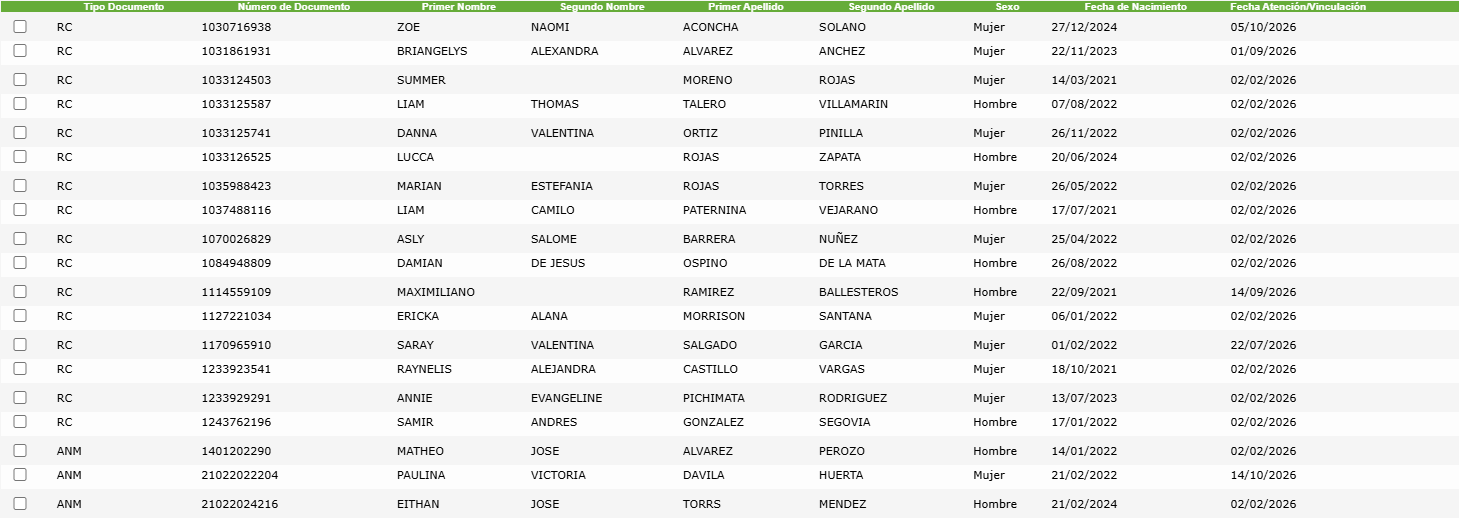 Tipo Documento Número de Documento Primer Nombre Segundo Nombre Primer Apellido Segundo Apellido Sexo Fecha de Nacimiento Fecha Atención/Vinculación
RC 1030716938 ZOE NAOMI ACONCHA SOLANO Mujer 27/12/2024 05/10/2026
RC 1031861931 BRIANGELYS ALEXANDRA ALVAREZ ANCHEZ Mujer 22/11/2023 01/09/2026
RC 1033124503 SUMMER MORENO ROJAS Mujer 14/03/2021 02/02/2026
RC 1033125587 LIAM THOMAS TALERO VILLAMARIN Hombre 07/08/2022 02/02/2026
RC 1033125741 DANNA VALENTINA ORTIZ PINILLA Mujer 26/11/2022 02/02/2026
RC 1033126525 LUCCA ROJAS ZAPATA Hombre 20/06/2024 02/02/2026
RC 1035988423 MARIAN ESTEFANIA ROJAS TORRES Mujer 26/05/2022 02/02/2026
RC 1037488116 LIAM CAMILO PATERNINA VEJARANO Hombre 17/07/2021 02/02/2026
RC 1070026829 ASLY SALOME BARRERA NUÑEZ Mujer 25/04/2022 02/02/2026
RC 1084948809 DAMIAN DE JESUS OSPINO DE LA MATA Hombre 26/08/2022 02/02/2026
RC 1114559109 MAXIMILIANO RAMIREZ BALLESTEROS Hombre 22/09/2021 14/09/2026
RC 1127221034 ERICKA ALANA MORRISON SANTANA Mujer 06/01/2022 02/02/2026
RC 1170965910 SARAY VALENTINA SALGADO GARCIA Mujer 01/02/2022 22/07/2026
RC 1233923541 RAYNELIS ALEJANDRA CASTILLO VARGAS Mujer 18/10/2021 02/02/2026
RC 1233929291 ANNIE EVANGELINE PICHIMATA RODRIGUEZ Mujer 13/07/2023 02/02/2026
RC 1243762196 SAMIR ANDRES GONZALEZ SEGOVIA Hombre 17/01/2022 02/02/2026
ANM 1401202290 MATHEO JOSE ALVAREZ PEROZO Hombre 14/01/2022 02/02/2026
ANM 21022022204 PAULINA VICTORIA DAVILA HUERTA Mujer 21/02/2022 14/10/2026
ANM 21022024216 EITHAN JOSE TORRS MENDEZ Hombre 21/02/2024 02/02/2026